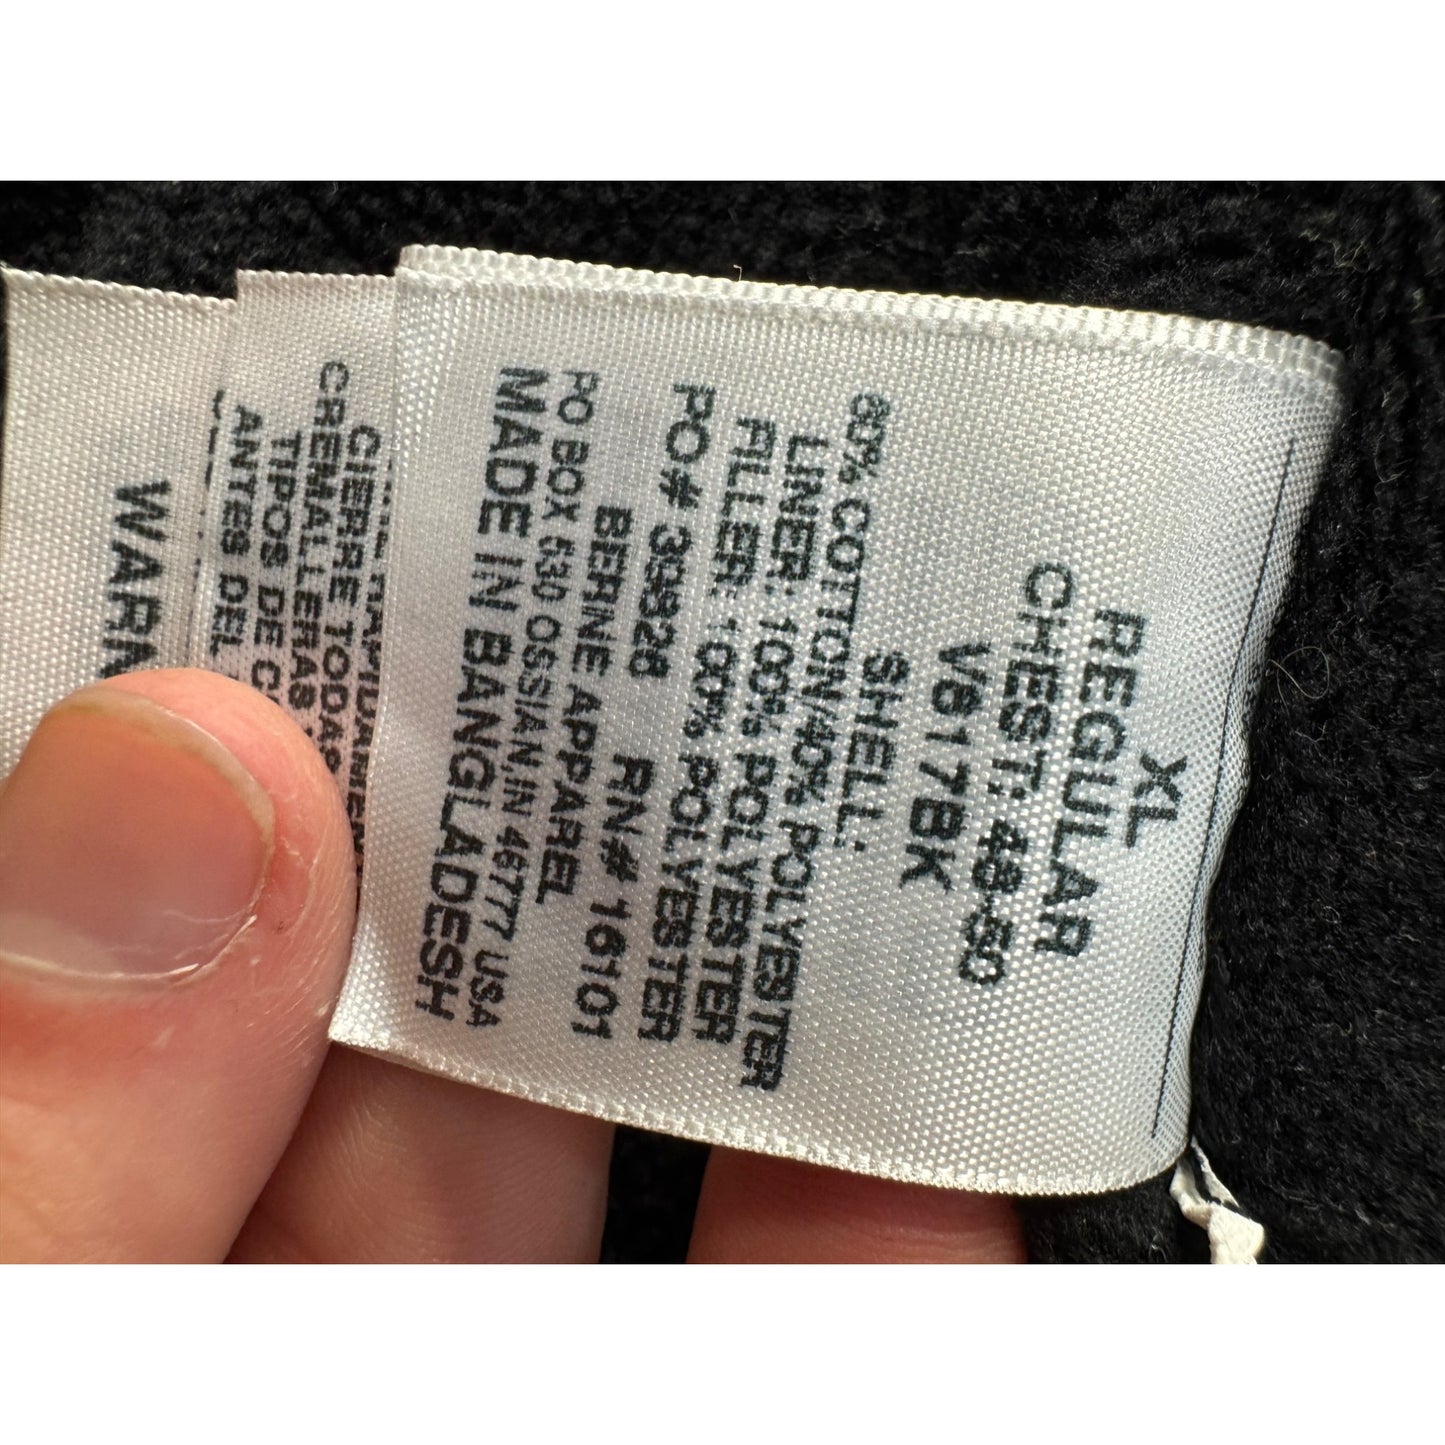 XL
REGULAR
CHEST: 48-50
V817BK
SHELL:
60% COTTON/40% POLYESTER
LINER: 100% POLYESTER
FILLER: 100% POLYESTER
PO# 39826 RN# 16101
BERNE APPAREL
PO BOX 530 OSSIAN,IN 46777 USA
MADE IN BANGLADESH
CIERRE TODAS
CREMALLERAS
TIPOS DE
ANTES DEL
WARN